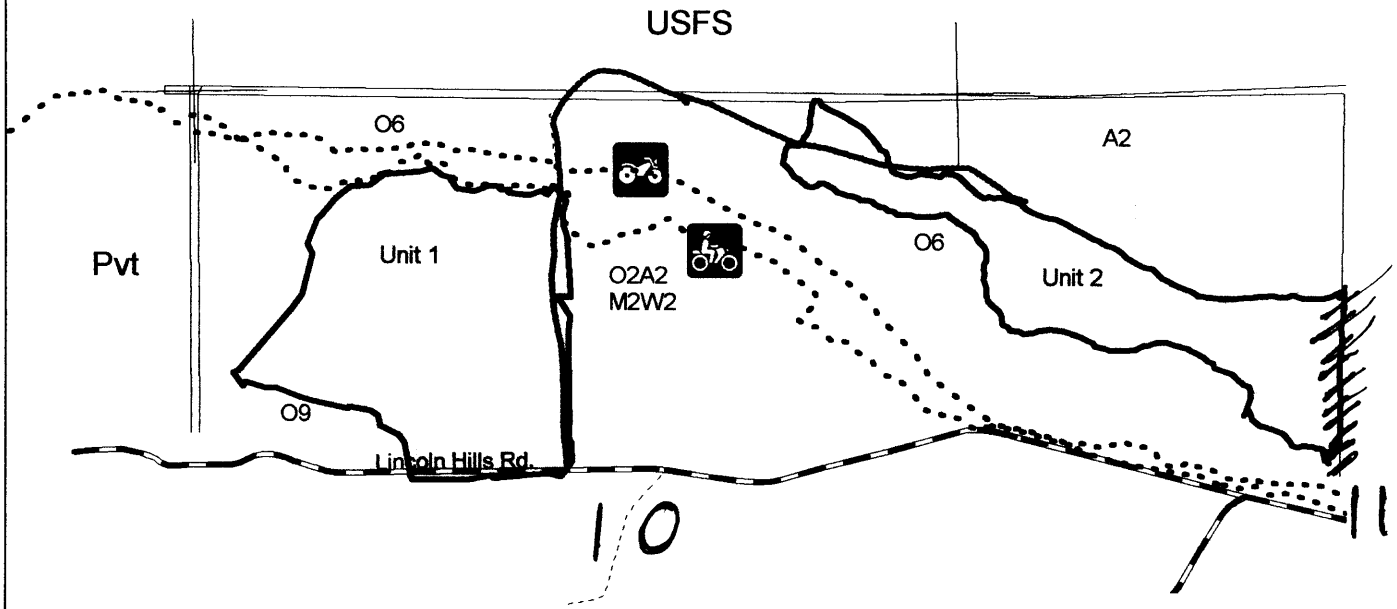 USFS
O6
A2
Pvt
Unit 1
O6
O2A2
M2W2
Unit 2
O9
Lincoln Hills Rd.
10
11